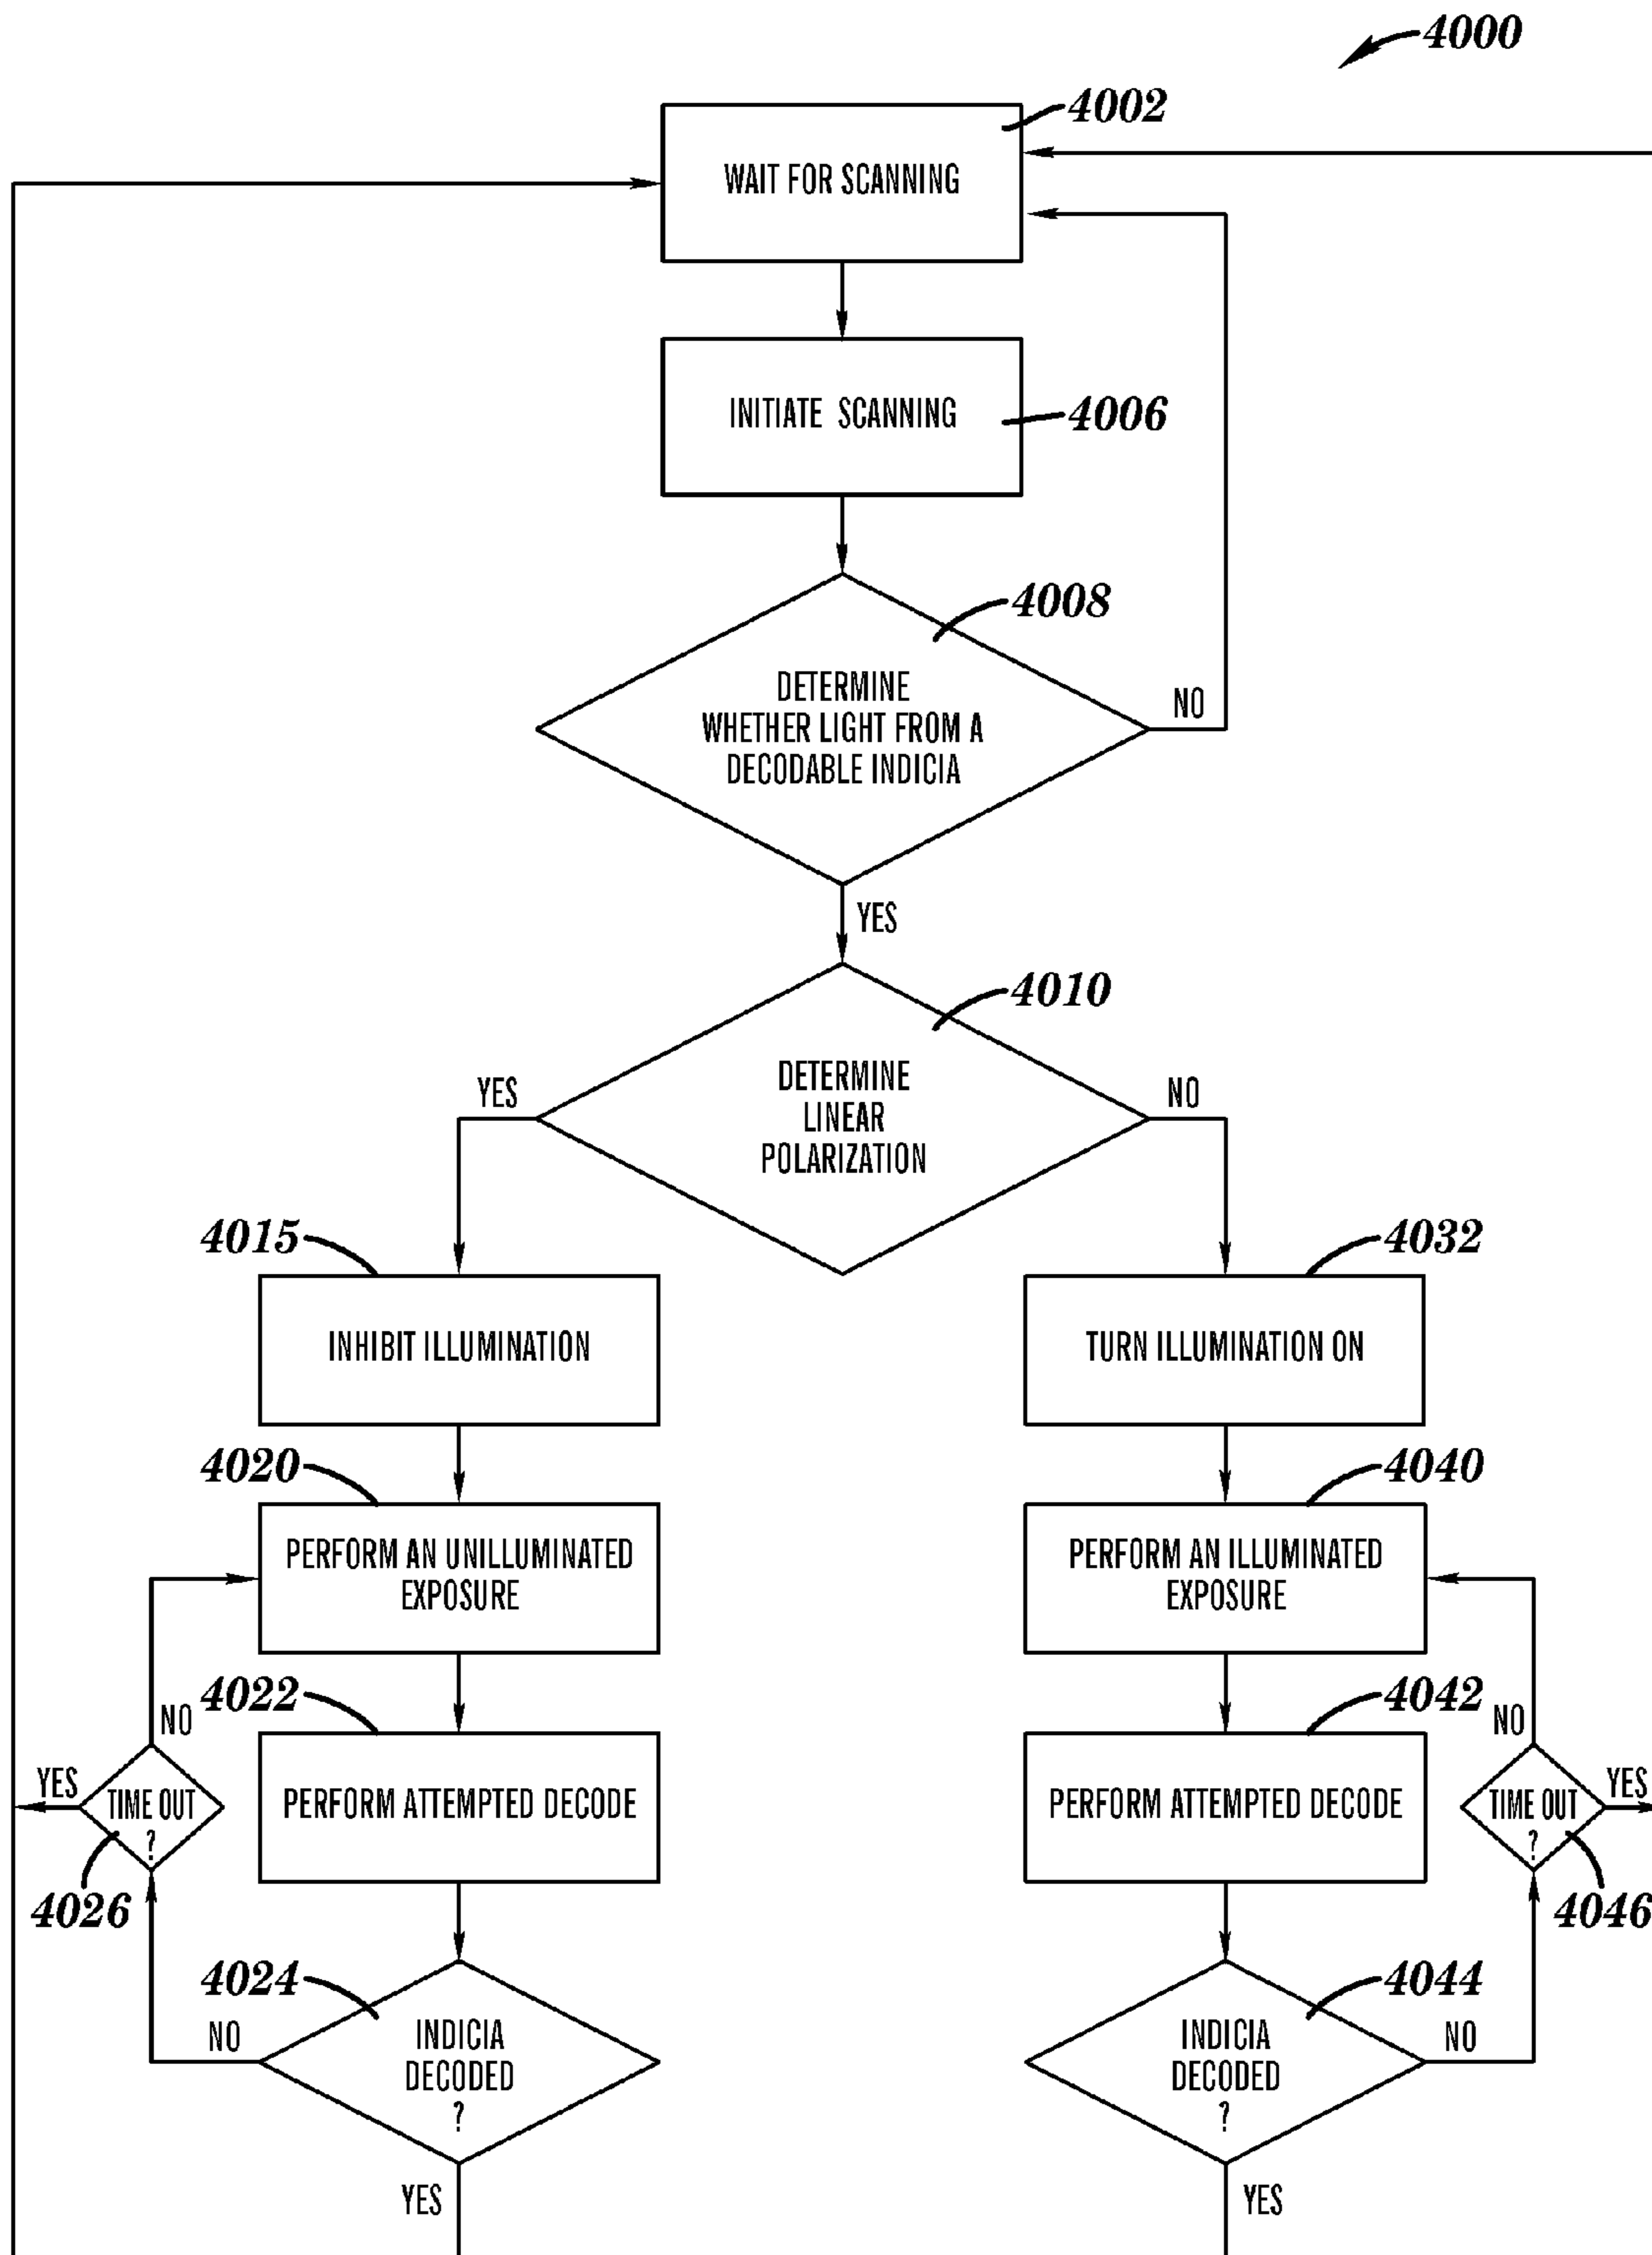 4000
4002
WAIT FOR SCANNING
INITIATE SCANNING
4006
4008
DETERMINE
WHETHER LIGHT FROM A
DECODABLE INDICIA
NO
YES
4010
DETERMINE
LINEAR
POLARIZATION
YES
NO
4015
INHIBIT ILLUMINATION
4032
TURN ILLUMINATION ON
4020
PERFORM AN UNILLUMINATED
EXPOSURE
4040
PERFORM AN ILLUMINATED
EXPOSURE
4022
PERFORM ATTEMPTED DECODE
NO
YES
TIME OUT
?
4026
4042
PERFORM ATTEMPTED DECODE
NO
YES
TIME OUT
?
4046
4024
INDICIA
DECODED
?
NO
YES
4044
INDICIA
DECODED
?
NO
YES